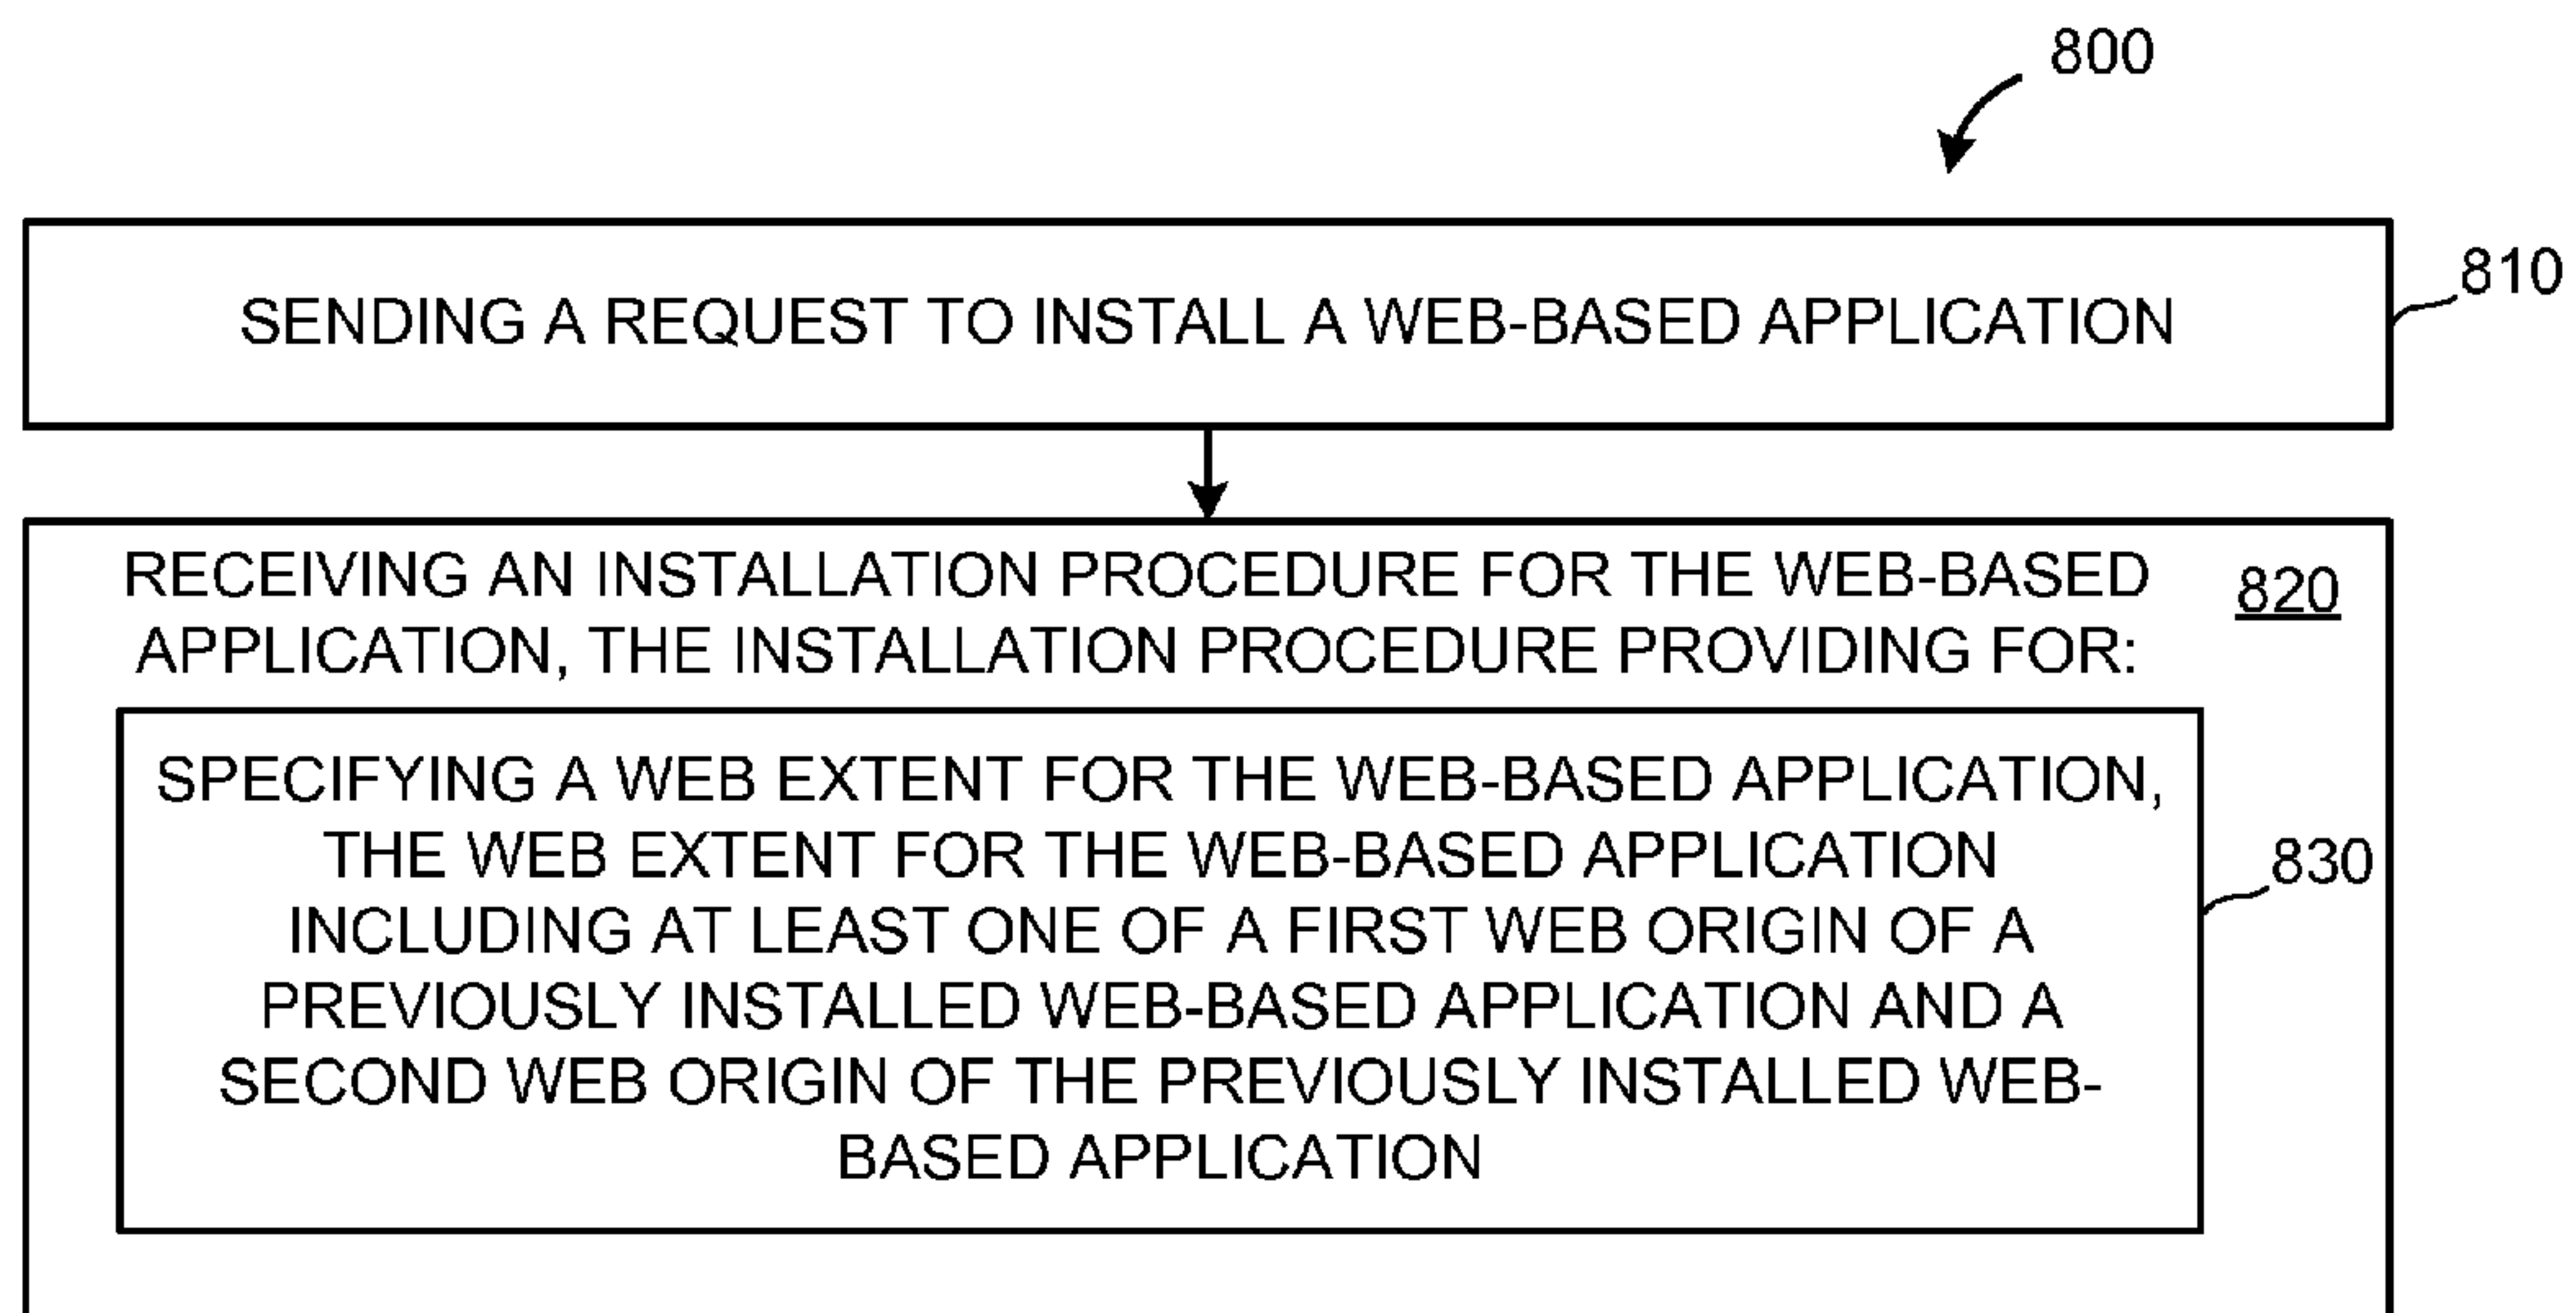 800
SENDING A REQUEST TO INSTALL A WEB-BASED APPLICATION
810
RECEIVING AN INSTALLATION PROCEDURE FOR THE WEB-BASED
APPLICATION, THE INSTALLATION PROCEDURE PROVIDING FOR:
820
SPECIFYING A WEB EXTENT FOR THE WEB-BASED APPLICATION,
THE WEB EXTENT FOR THE WEB-BASED APPLICATION
INCLUDING AT LEAST ONE OF A FIRST WEB ORIGIN OF A
PREVIOUSLY INSTALLED WEB-BASED APPLICATION AND A
SECOND WEB ORIGIN OF THE PREVIOUSLY INSTALLED WEB-
BASED APPLICATION
830